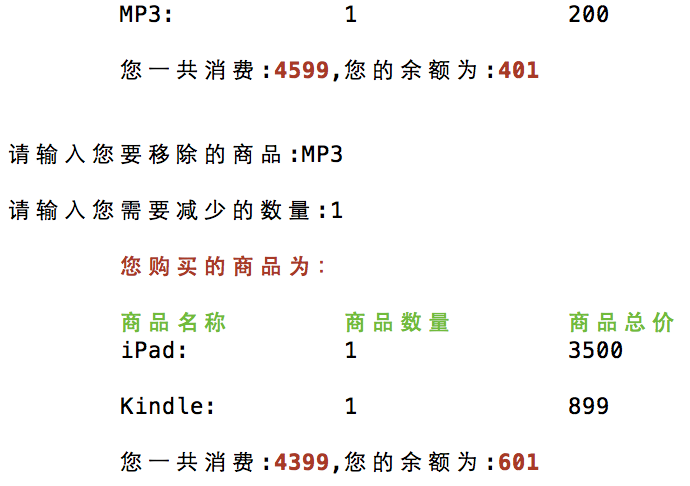 MP3: 1 200
您一共消费:4599,您的余额为:401
请输入您要移除的商品:MP3
请输入您需要减少的数量:1
您购买的商品为:
商品名称 商品数量 商品总价
iPad: 1 3500
Kindle: 1 899
您一共消费:4399,您的余额为:601